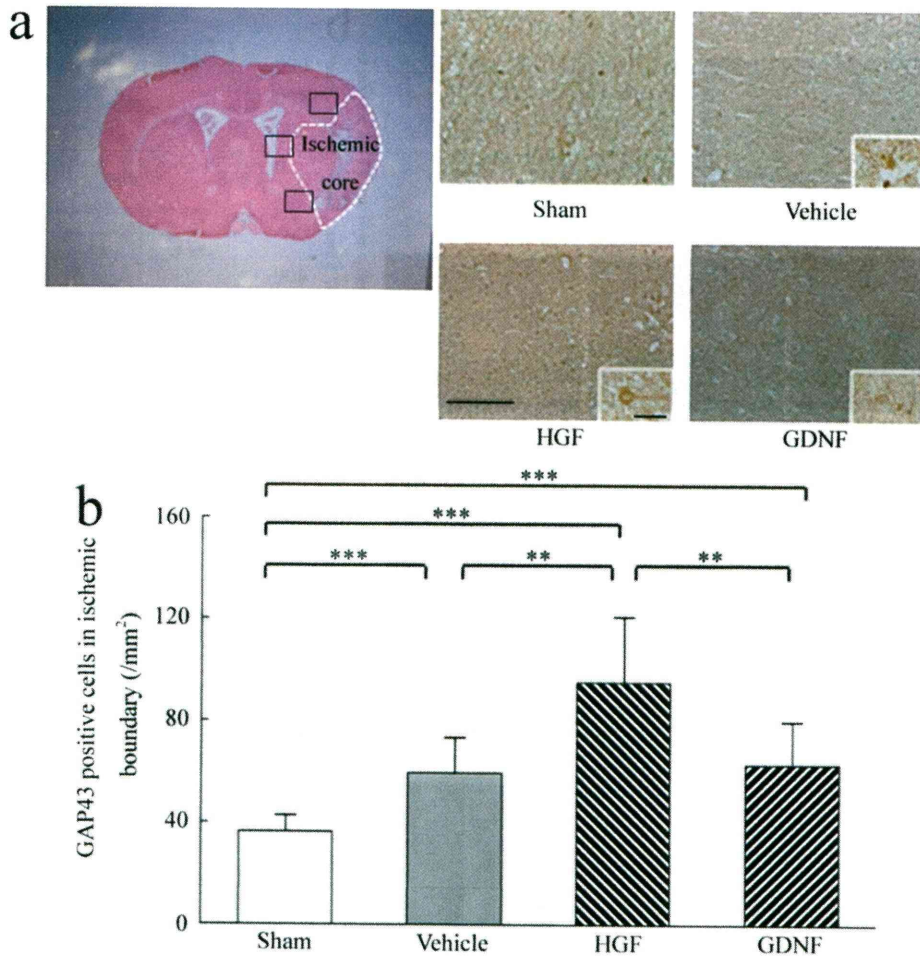 a
Ischemic
core
Sham
Vehicle
HGF
GDNF
b
GAP43 positive cells in ischemic
boundary (/mm²)
160
120
80
40
0
***
***
***
**
**
Sham
Vehicle
HGF
GDNF